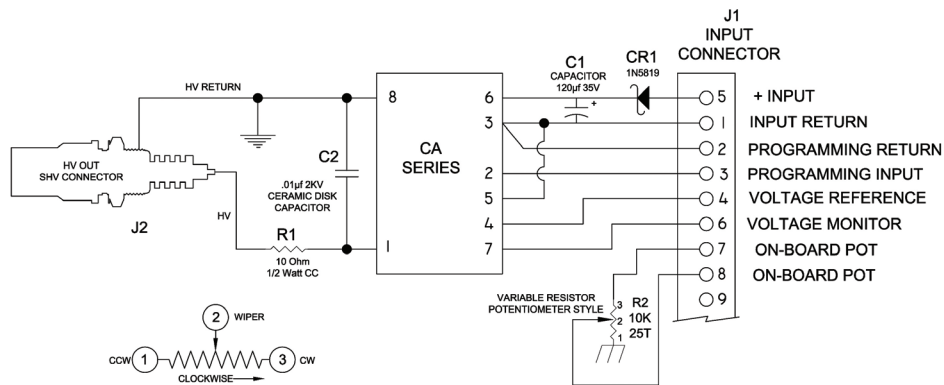 J1
INPUT
CONNECTOR
CR1
1N5819
C1
CAPACITOR
120µf 35V
+
HV RETURN
8
6
5
+ INPUT
3
1
INPUT RETURN
2
PROGRAMMING RETURN
CA
SERIES
2
3
PROGRAMMING INPUT
HV OUT
SHV CONNECTOR
C2
.01µf 2KV
CERAMIC DISK
CAPACITOR
5
4
VOLTAGE REFERENCE
J2
HV
4
6
VOLTAGE MONITOR
R1
10 Ohm
1/2 Watt CC
1
7
7
ON-BOARD POT
8
ON-BOARD POT
9
VARIABLE RESISTOR
POTENTIOMETER STYLE
3
2
1
R2
10K
25T
2
WIPER
CCW
1
3
CW
CLOCKWISE